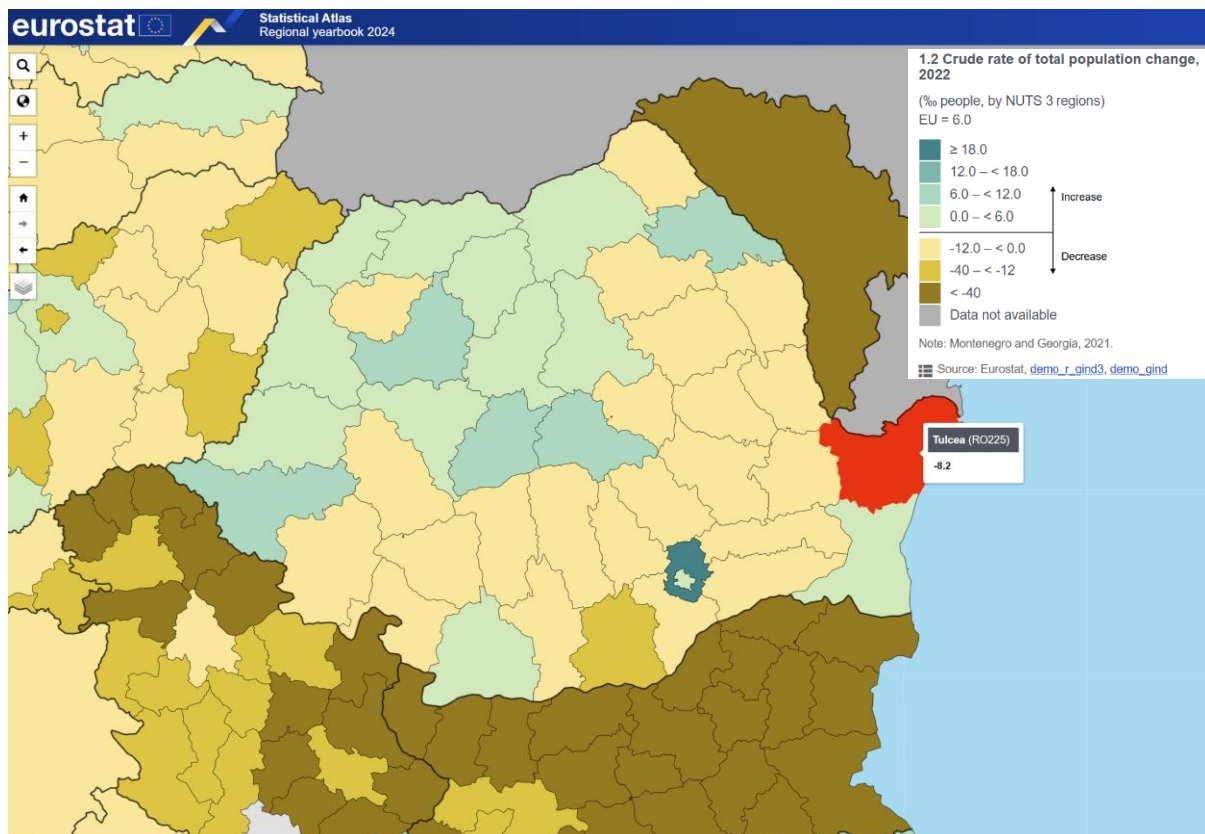 eurostat
Statistical Atlas
Regional yearbook 2024
1.2 Crude rate of total population change,
2022
(‰ people, by NUTS 3 regions)
EU = 6.0
≥ 18.0
12.0 – < 18.0
6.0 – < 12.0
0.0 – < 6.0
Increase
-12.0 – < 0.0
-40 – < -12
Decrease
< -40
Data not available
Note: Montenegro and Georgia, 2021.
Source: Eurostat, demo_r_gind3, demo_gind
Tulcea (RO225)
-8.2